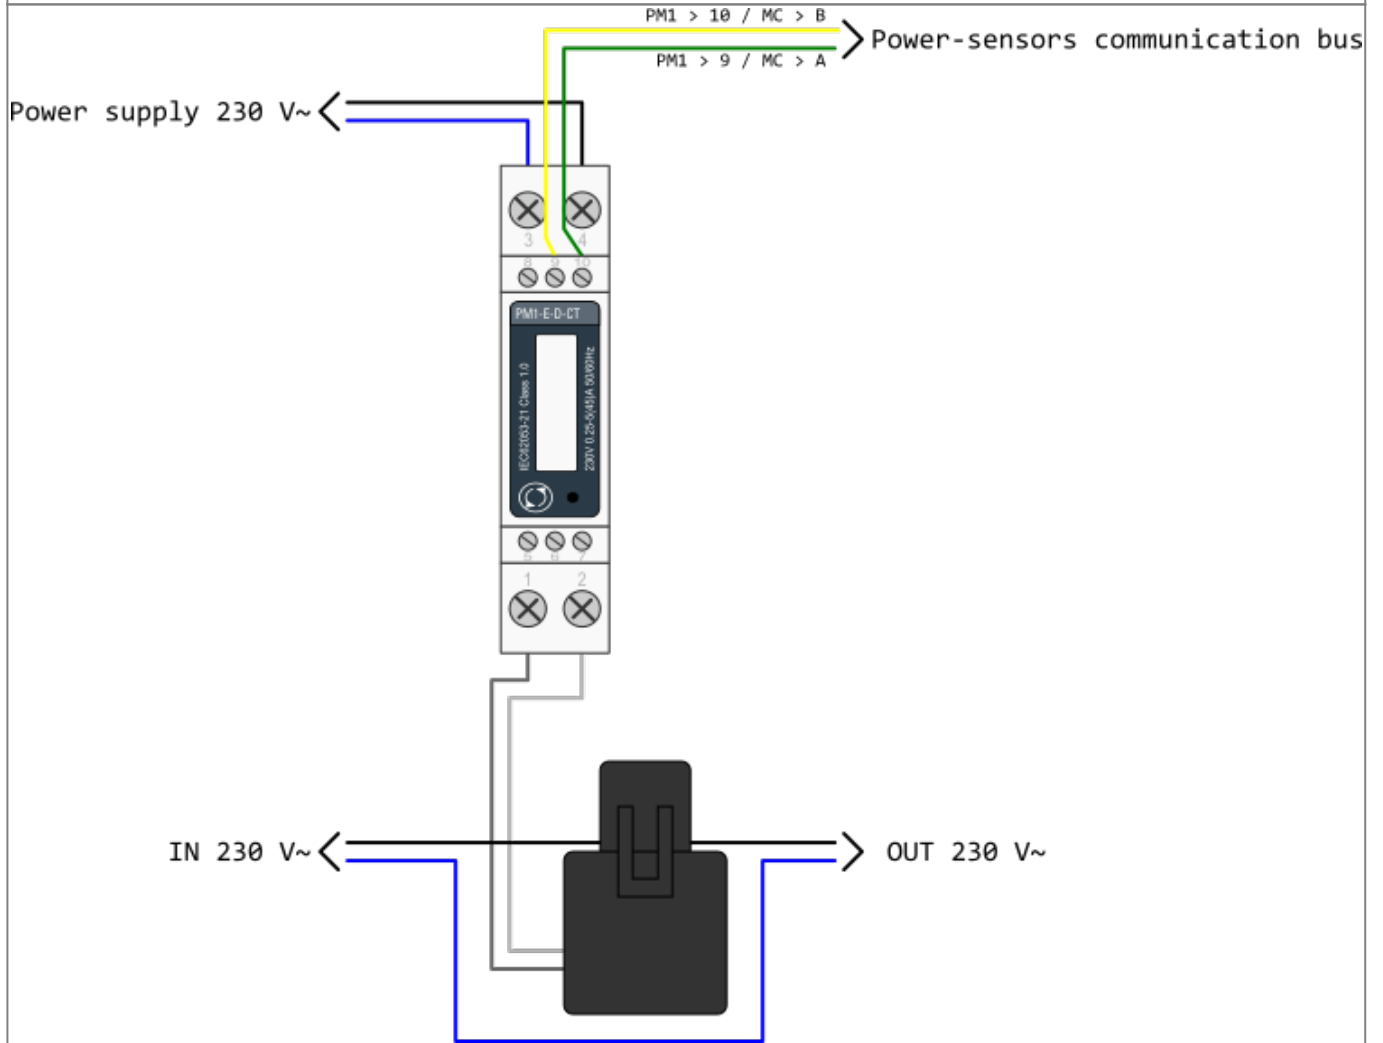 PM1 > 10 / MC > B
Power-sensors communication bus
PM1 > 9 / MC > A
Power supply 230 V~
3
4
8 9 10
PM1-E-D-CT
IEC62053-21 Class 1.0
230V 0.25-5(45)A 50/60Hz
5 6 7
1
2
IN 230 V~
OUT 230 V~